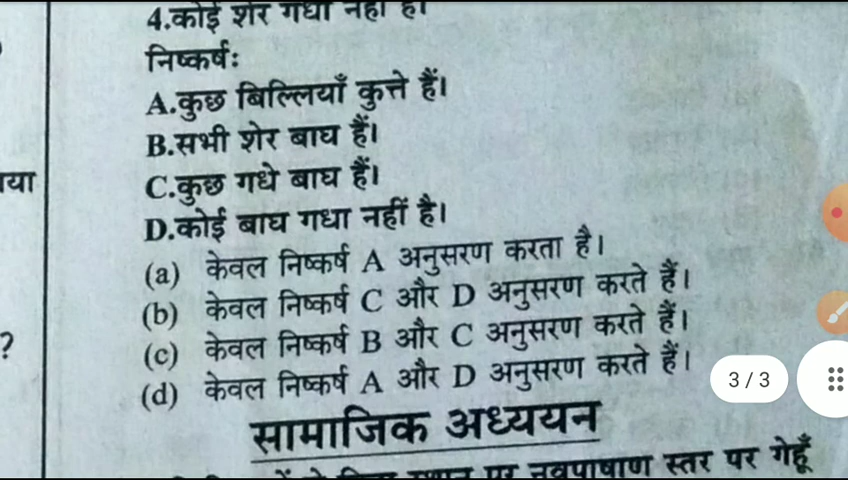 4.कोई शेर गधा नहीं है।
निष्कर्षः
A.कुछ बिल्लियाँ कुत्ते हैं।
B.सभी शेर बाघ हैं।
C.कुछ गधे बाघ हैं।
D.कोई बाघ गधा नहीं है।
(a) केवल निष्कर्ष A अनुसरण करता है।
(b) केवल निष्कर्ष C और D अनुसरण करते हैं।
(c) केवल निष्कर्ष B और C अनुसरण करते हैं।
(d) केवल निष्कर्ष A और D अनुसरण करते हैं।
?
3/3
सामाजिक अध्ययन
स्थान पर नवपाषाण स्तर पर गेहूँ